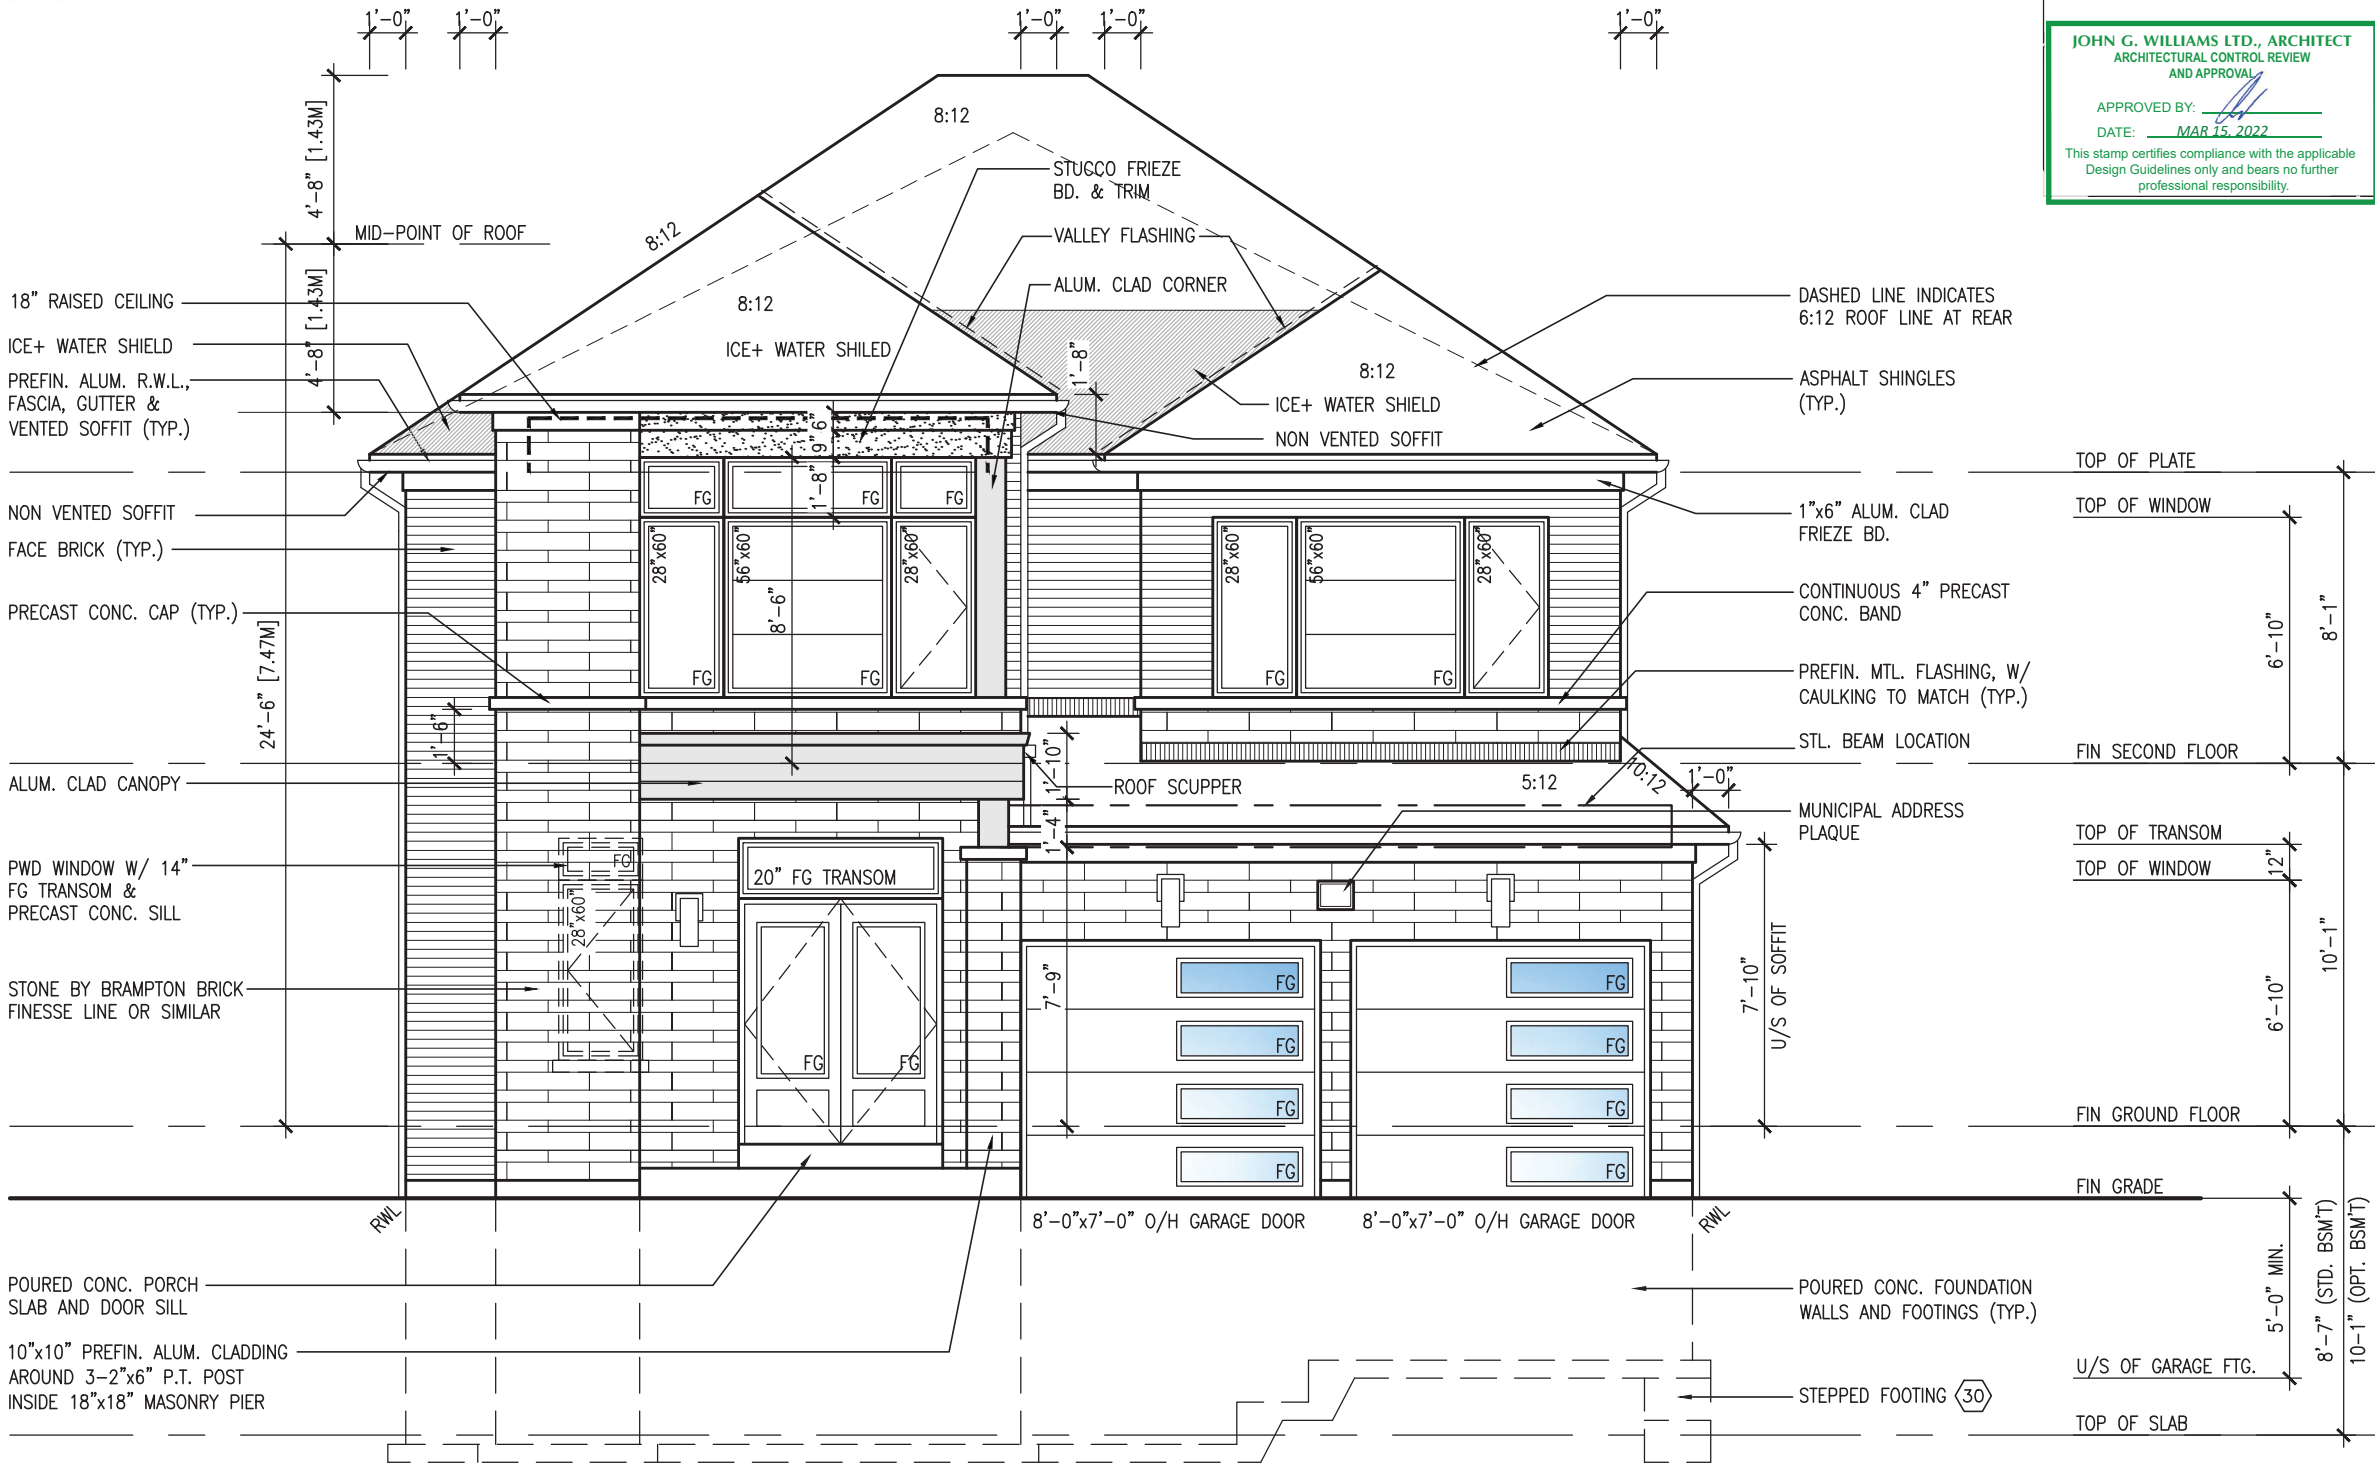 1'-0"
1'-0"
1'-0"
1'-0"
1'-0"
JOHN G. WILLIAMS LTD., ARCHITECT
ARCHITECTURAL CONTROL REVIEW
AND APPROVAL
APPROVED BY:
DATE: MAR 15, 2022
This stamp certifies compliance with the applicable
Design Guidelines only and bears no further
professional responsibility.
4'-8" [1.43M]
4'-8" [1.43M]
MID-POINT OF ROOF
24'-6" [7.47M]
18" RAISED CEILING
ICE+ WATER SHIELD
PREFIN. ALUM. R.W.L.,
FASCIA, GUTTER &
VENTED SOFFIT (TYP.)
NON VENTED SOFFIT
FACE BRICK (TYP.)
PRECAST CONC. CAP (TYP.)
1'-6"
ALUM. CLAD CANOPY
PWD WINDOW W/ 14"
FG TRANSOM &
PRECAST CONC. SILL
STONE BY BRAMPTON BRICK
FINESSE LINE OR SIMILAR
RWL
POURED CONC. PORCH
SLAB AND DOOR SILL
10"x10" PREFIN. ALUM. CLADDING
AROUND 3-2"x6" P.T. POST
INSIDE 18"x18" MASONRY PIER
8:12
8:12
8:12
ICE+ WATER SHILED
STUCCO FRIEZE
BD. & TRIM
VALLEY FLASHING
ALUM. CLAD CORNER
1'-8"
8:12
ICE+ WATER SHIELD
NON VENTED SOFFIT
6"
9"
1'-8"
FG
FG
FG
28"x60"
56"x60"
28"x60"
8'-6"
FG
FG
28"x60"
56"x60"
28"x60"
FG
FG
1'-10"
ROOF SCUPPER
5:12
10:12
1'-0"
1'-4"
FG
28"x60"
20" FG TRANSOM
FG
FG
7'-9"
FG
FG
FG
FG
FG
FG
FG
FG
7'-10"
U/S OF SOFFIT
8'-0"x7'-0" O/H GARAGE DOOR
8'-0"x7'-0" O/H GARAGE DOOR
RWL
DASHED LINE INDICATES
6:12 ROOF LINE AT REAR
ASPHALT SHINGLES
(TYP.)
1"x6" ALUM. CLAD
FRIEZE BD.
CONTINUOUS 4" PRECAST
CONC. BAND
PREFIN. MTL. FLASHING, W/
CAULKING TO MATCH (TYP.)
STL. BEAM LOCATION
MUNICIPAL ADDRESS
PLAQUE
POURED CONC. FOUNDATION
WALLS AND FOOTINGS (TYP.)
STEPPED FOOTING 30
TOP OF PLATE
TOP OF WINDOW
6'-10"
8'-1"
FIN SECOND FLOOR
TOP OF TRANSOM
TOP OF WINDOW
12"
6'-10"
10'-1"
FIN GROUND FLOOR
FIN GRADE
5'-0" MIN.
8'-7" (STD. BSM'T)
10-1" (OPT. BSM'T)
U/S OF GARAGE FTG.
TOP OF SLAB